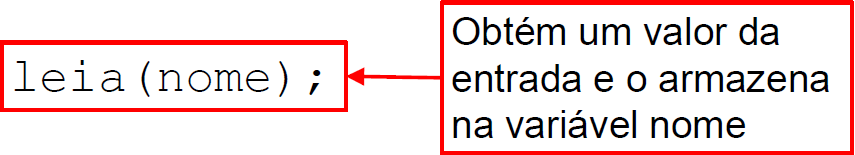 leia(nome);
Obtém um valor da
entrada e o armazena
na variável nome